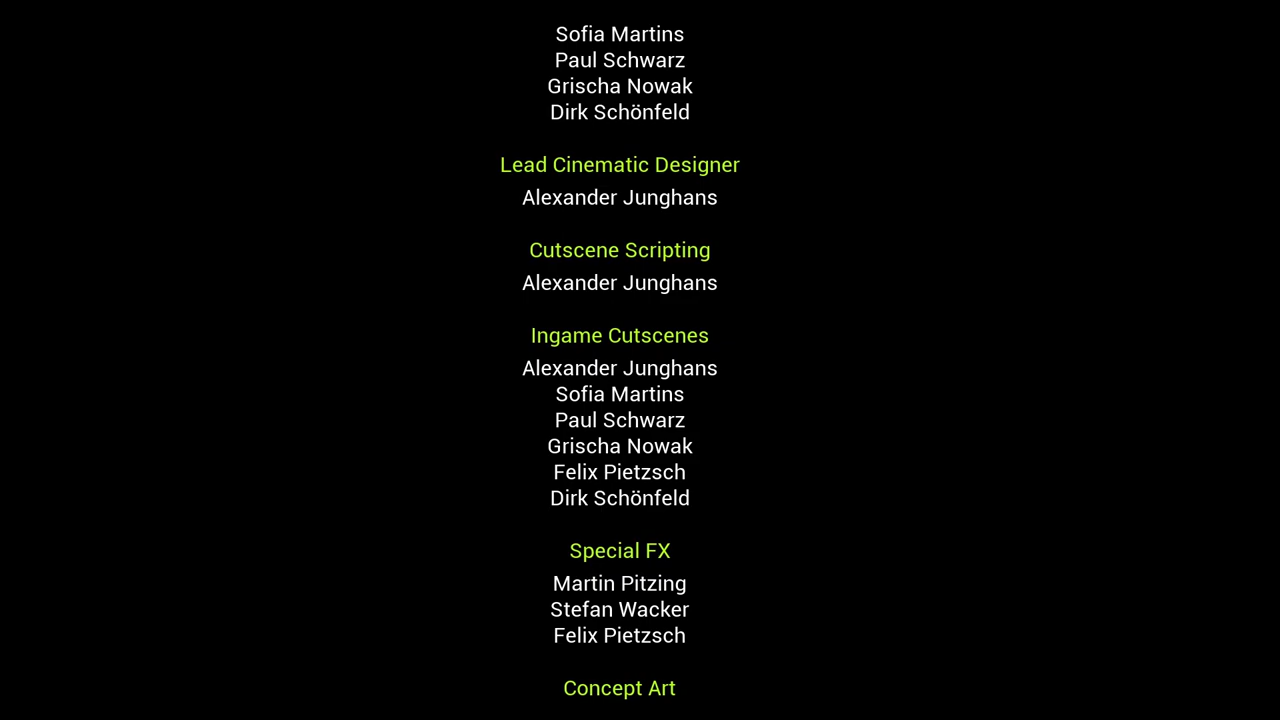 Sofia Martins
Paul Schwarz
Grischa Nowak
Dirk Schönfeld
Lead Cinematic Designer
Alexander Junghans
Cutscene Scripting
Alexander Junghans
Ingame Cutscenes
Alexander Junghans
Sofia Martins
Paul Schwarz
Grischa Nowak
Felix Pietzsch
Dirk Schönfeld
Special FX
Martin Pitzing
Stefan Wacker
Felix Pietzsch
Concept Art